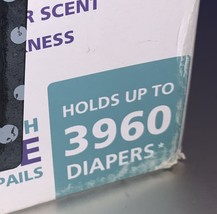 R SCENT
NESS
HOLDS UP TO
3960
DIAPERS*
H
E
PAILS